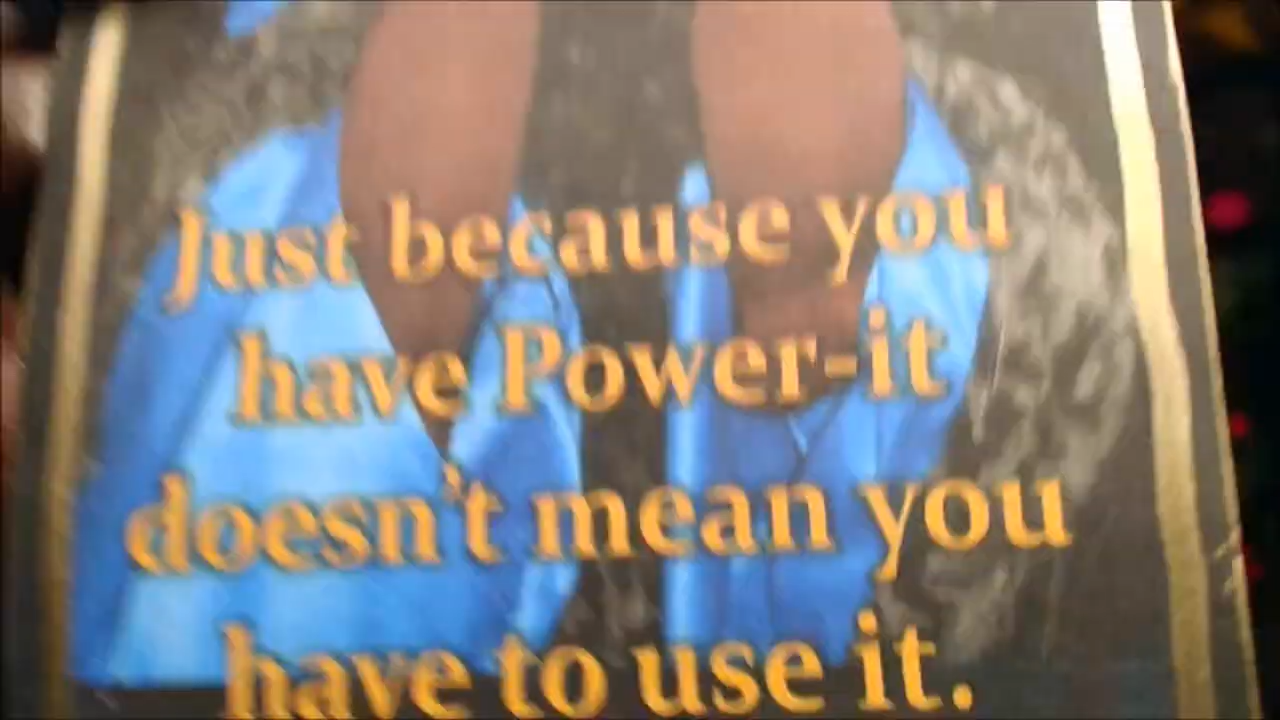 Just because you
have Power-it
doesn't mean you
have to use it.